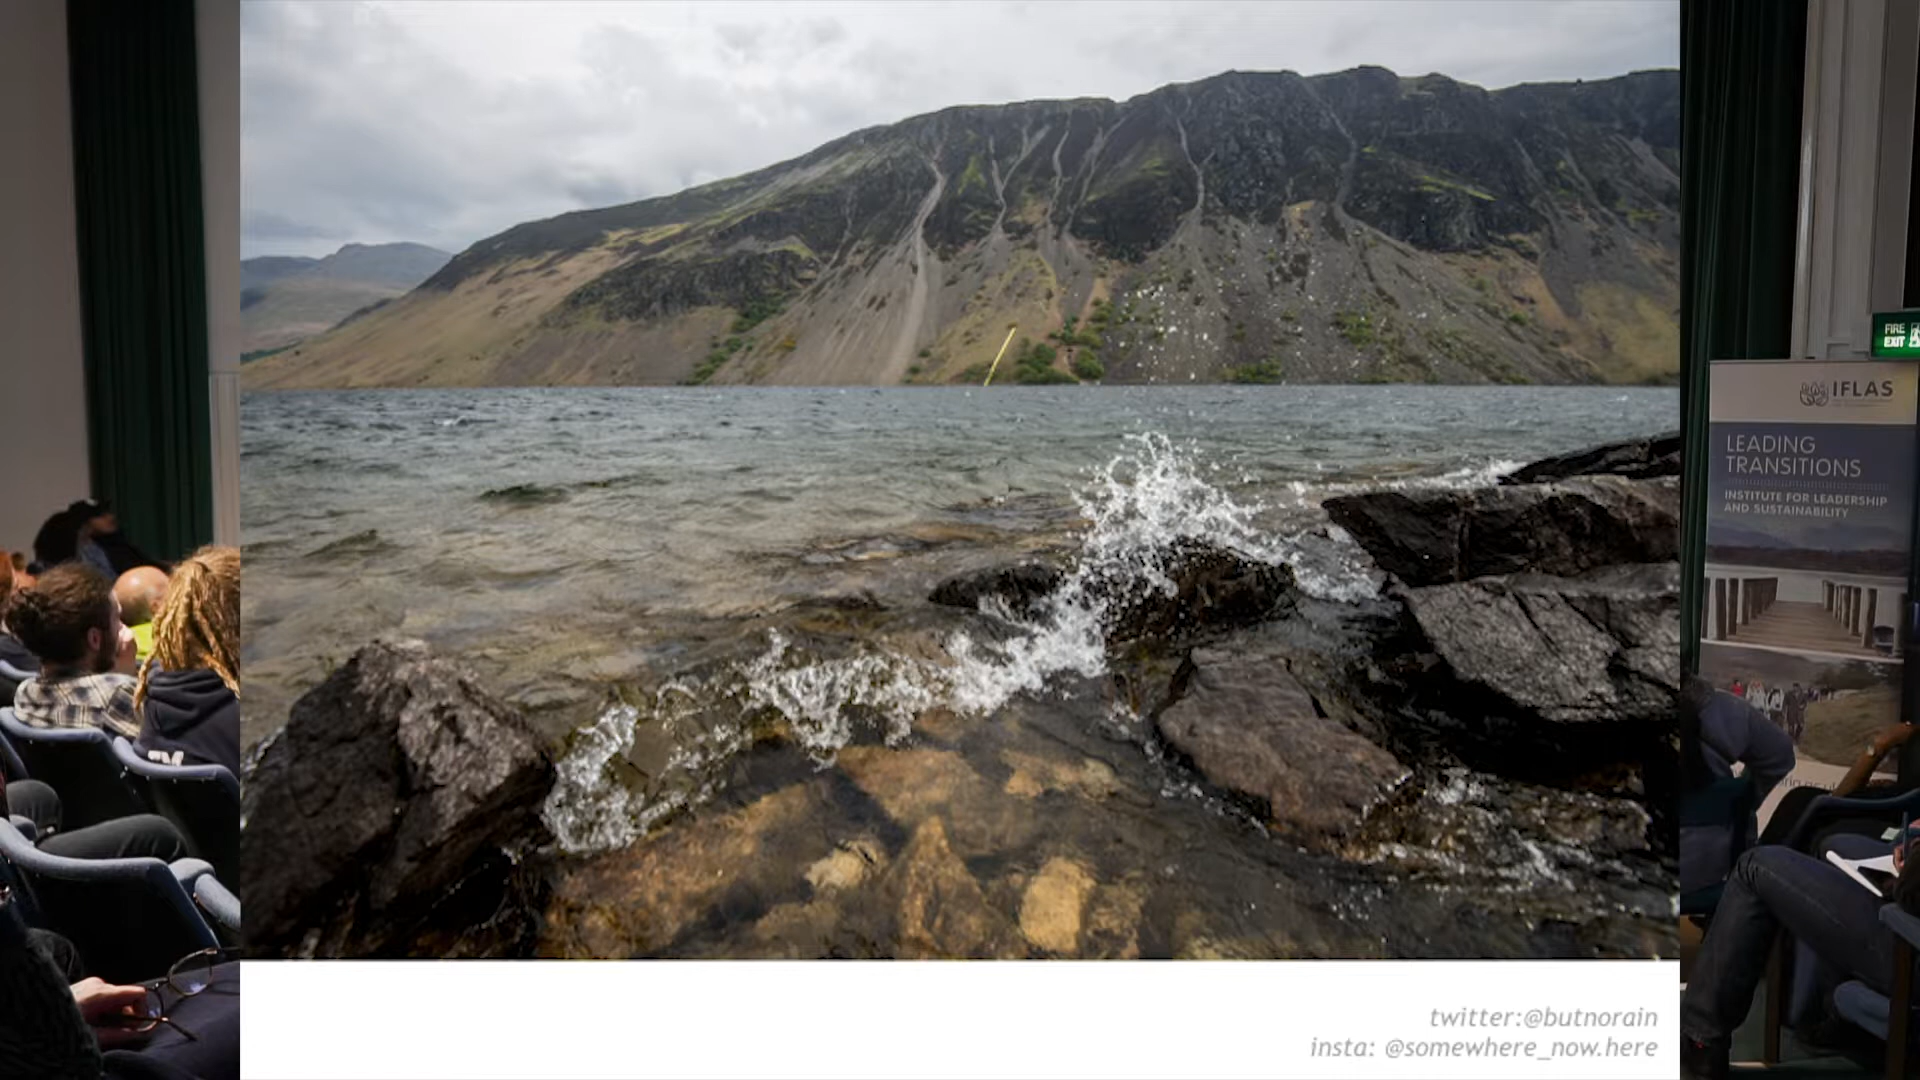 FIRE
EXIT
IFLAS
LEADING
TRANSITIONS
INSTITUTE FOR LEADERSHIP
AND SUSTAINABILITY
twitter:@butnorain
insta: @somewhere_now.here